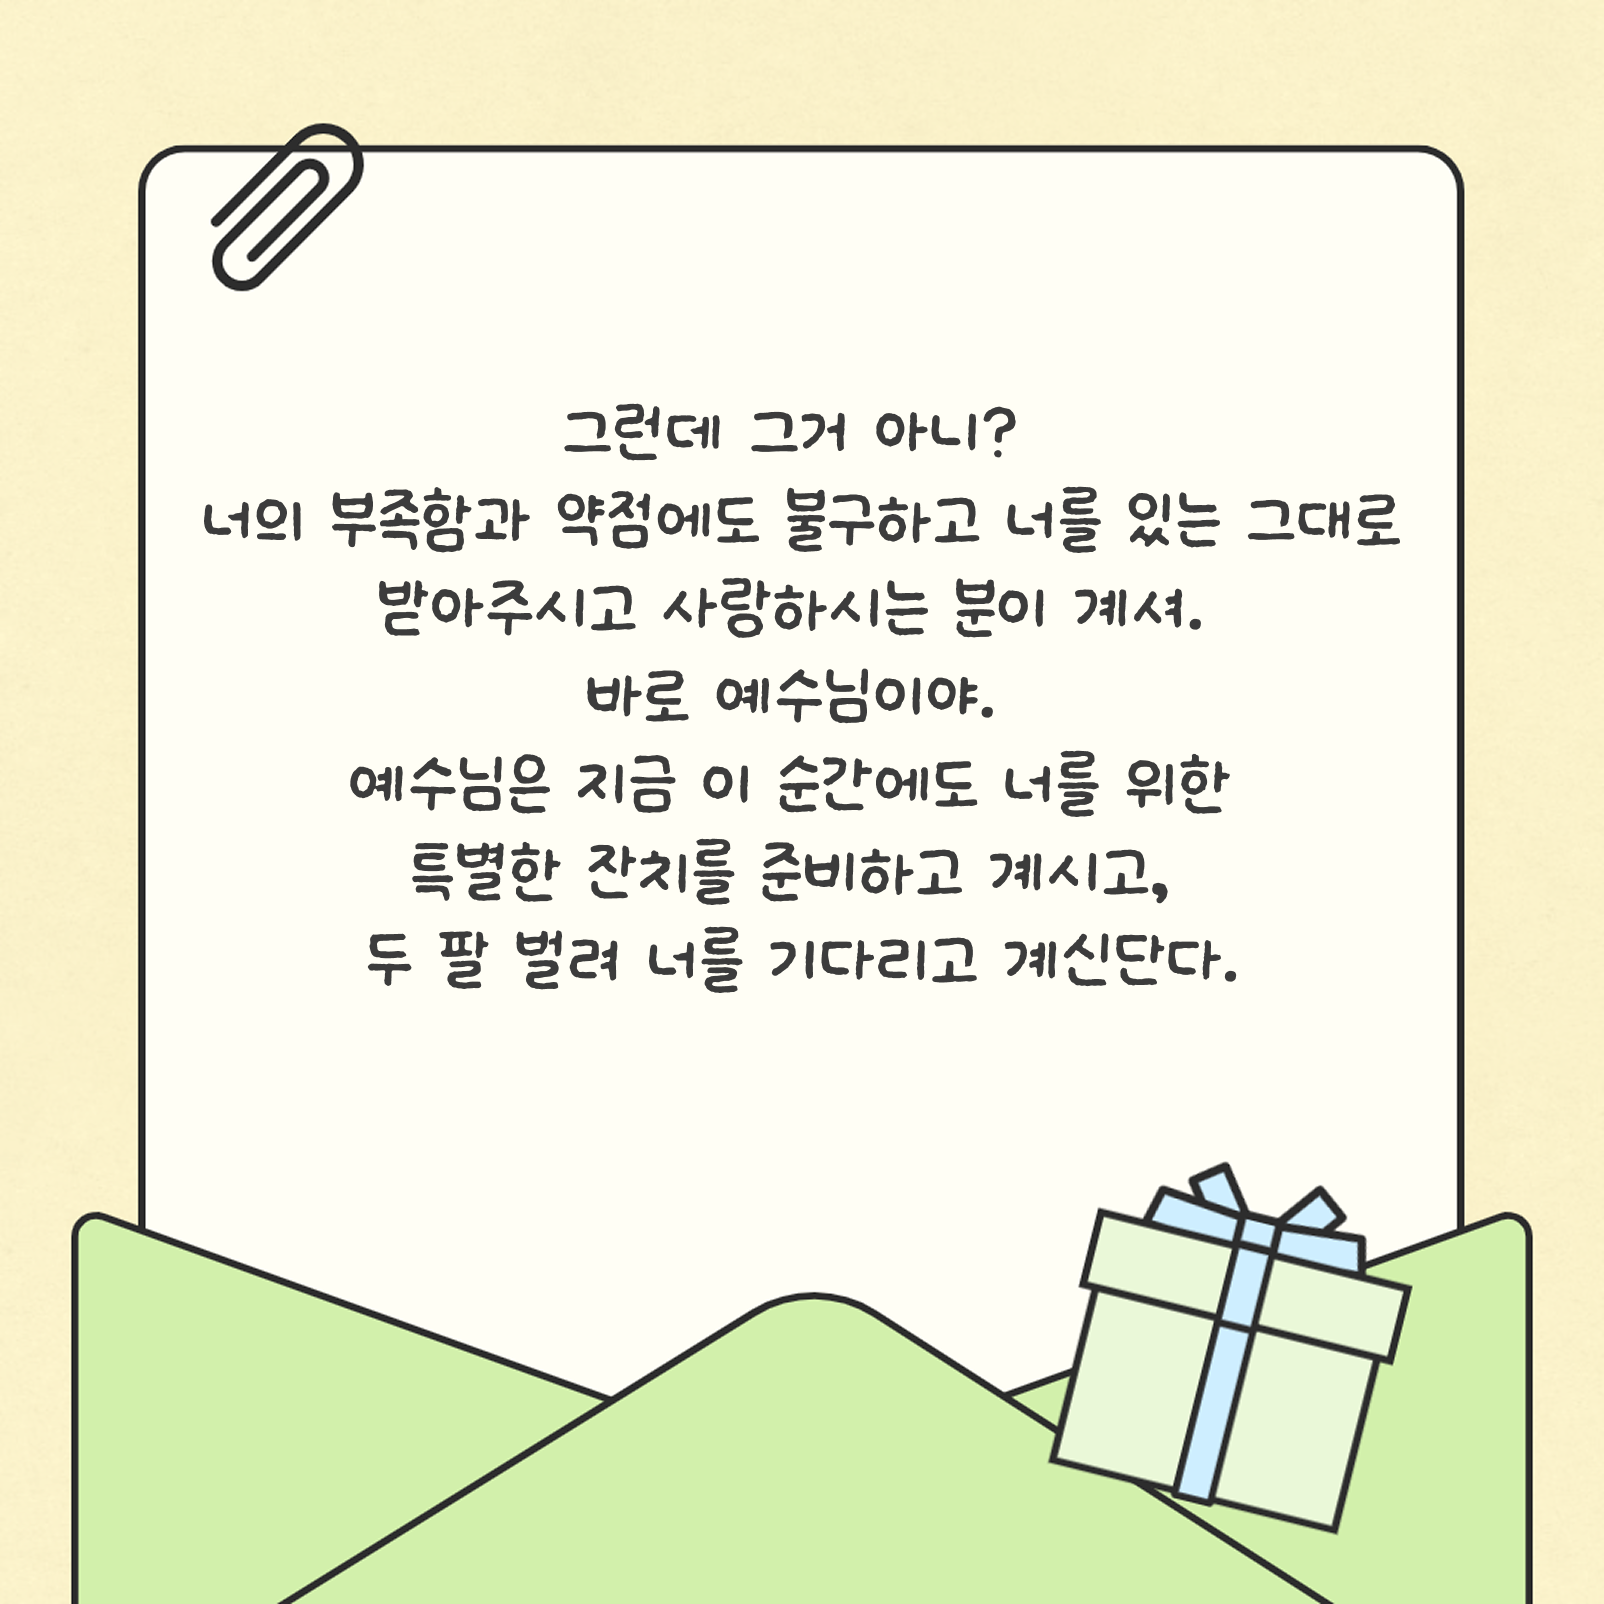 그런데 그거 아니?
너의 부족함과 약점에도 불구하고 너를 있는 그대로
받아주시고 사랑하시는 분이 계셔.
바로 예수님이야.
예수님은 지금 이 순간에도 너를 위한
특별한 잔치를 준비하고 계시고,
두 팔 벌려 너를 기다리고 계신단다.